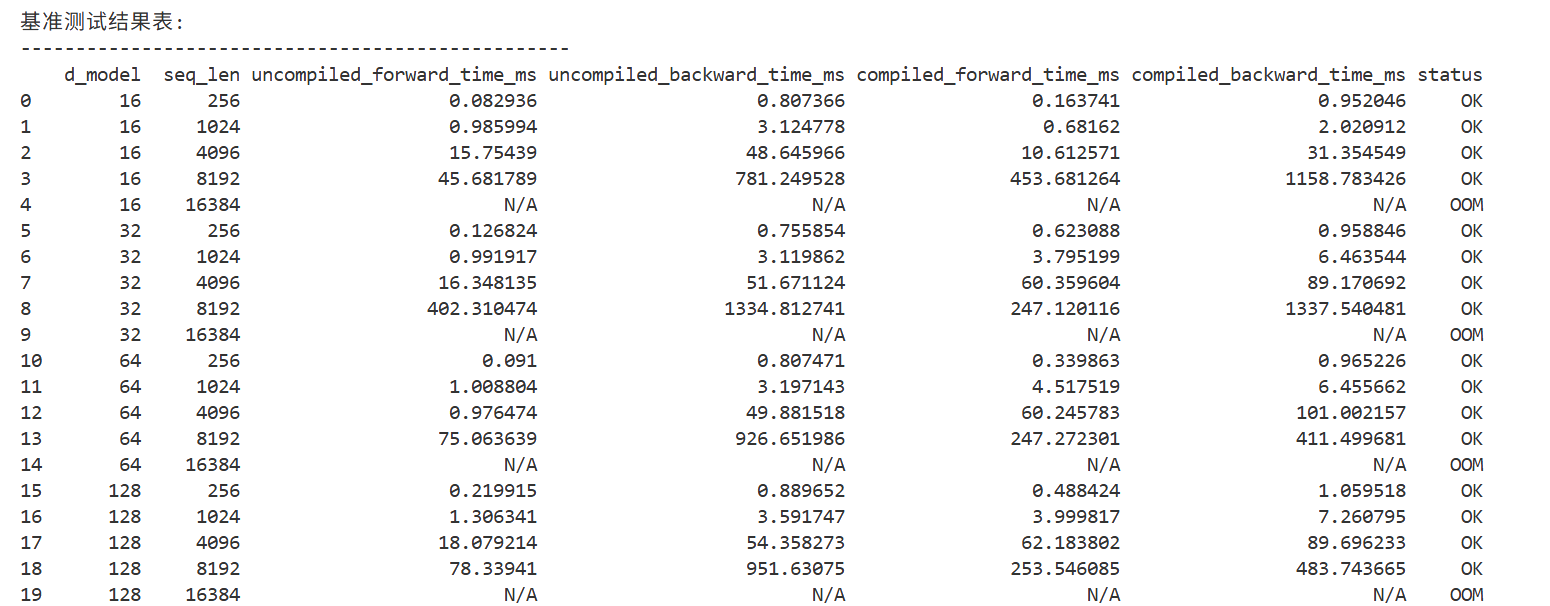 基准测试结果表:
--------------------------------------------------
d_model seq_len uncompiled_forward_time_ms uncompiled_backward_time_ms compiled_forward_time_ms compiled_backward_time_ms status
0 16 256 0.082936 0.807366 0.163741 0.952046 OK
1 16 1024 0.985994 3.124778 0.68162 2.020912 OK
2 16 4096 15.75439 48.645966 10.612571 31.354549 OK
3 16 8192 45.681789 781.249528 453.681264 1158.783426 OK
4 16 16384 N/A N/A N/A N/A OOM
5 32 256 0.126824 0.755854 0.623088 0.958846 OK
6 32 1024 0.991917 3.119862 3.795199 6.463544 OK
7 32 4096 16.348135 51.671124 60.359604 89.170692 OK
8 32 8192 402.310474 1334.812741 247.120116 1337.540481 OK
9 32 16384 N/A N/A N/A N/A OOM
10 64 256 0.091 0.807471 0.339863 0.965226 OK
11 64 1024 1.008804 3.197143 4.517519 6.455662 OK
12 64 4096 0.976474 49.881518 60.245783 101.002157 OK
13 64 8192 75.063639 926.651986 247.272301 411.499681 OK
14 64 16384 N/A N/A N/A N/A OOM
15 128 256 0.219915 0.889652 0.488424 1.059518 OK
16 128 1024 1.306341 3.591747 3.999817 7.260795 OK
17 128 4096 18.079214 54.358273 62.183802 89.696233 OK
18 128 8192 78.33941 951.63075 253.546085 483.743665 OK
19 128 16384 N/A N/A N/A N/A OOM